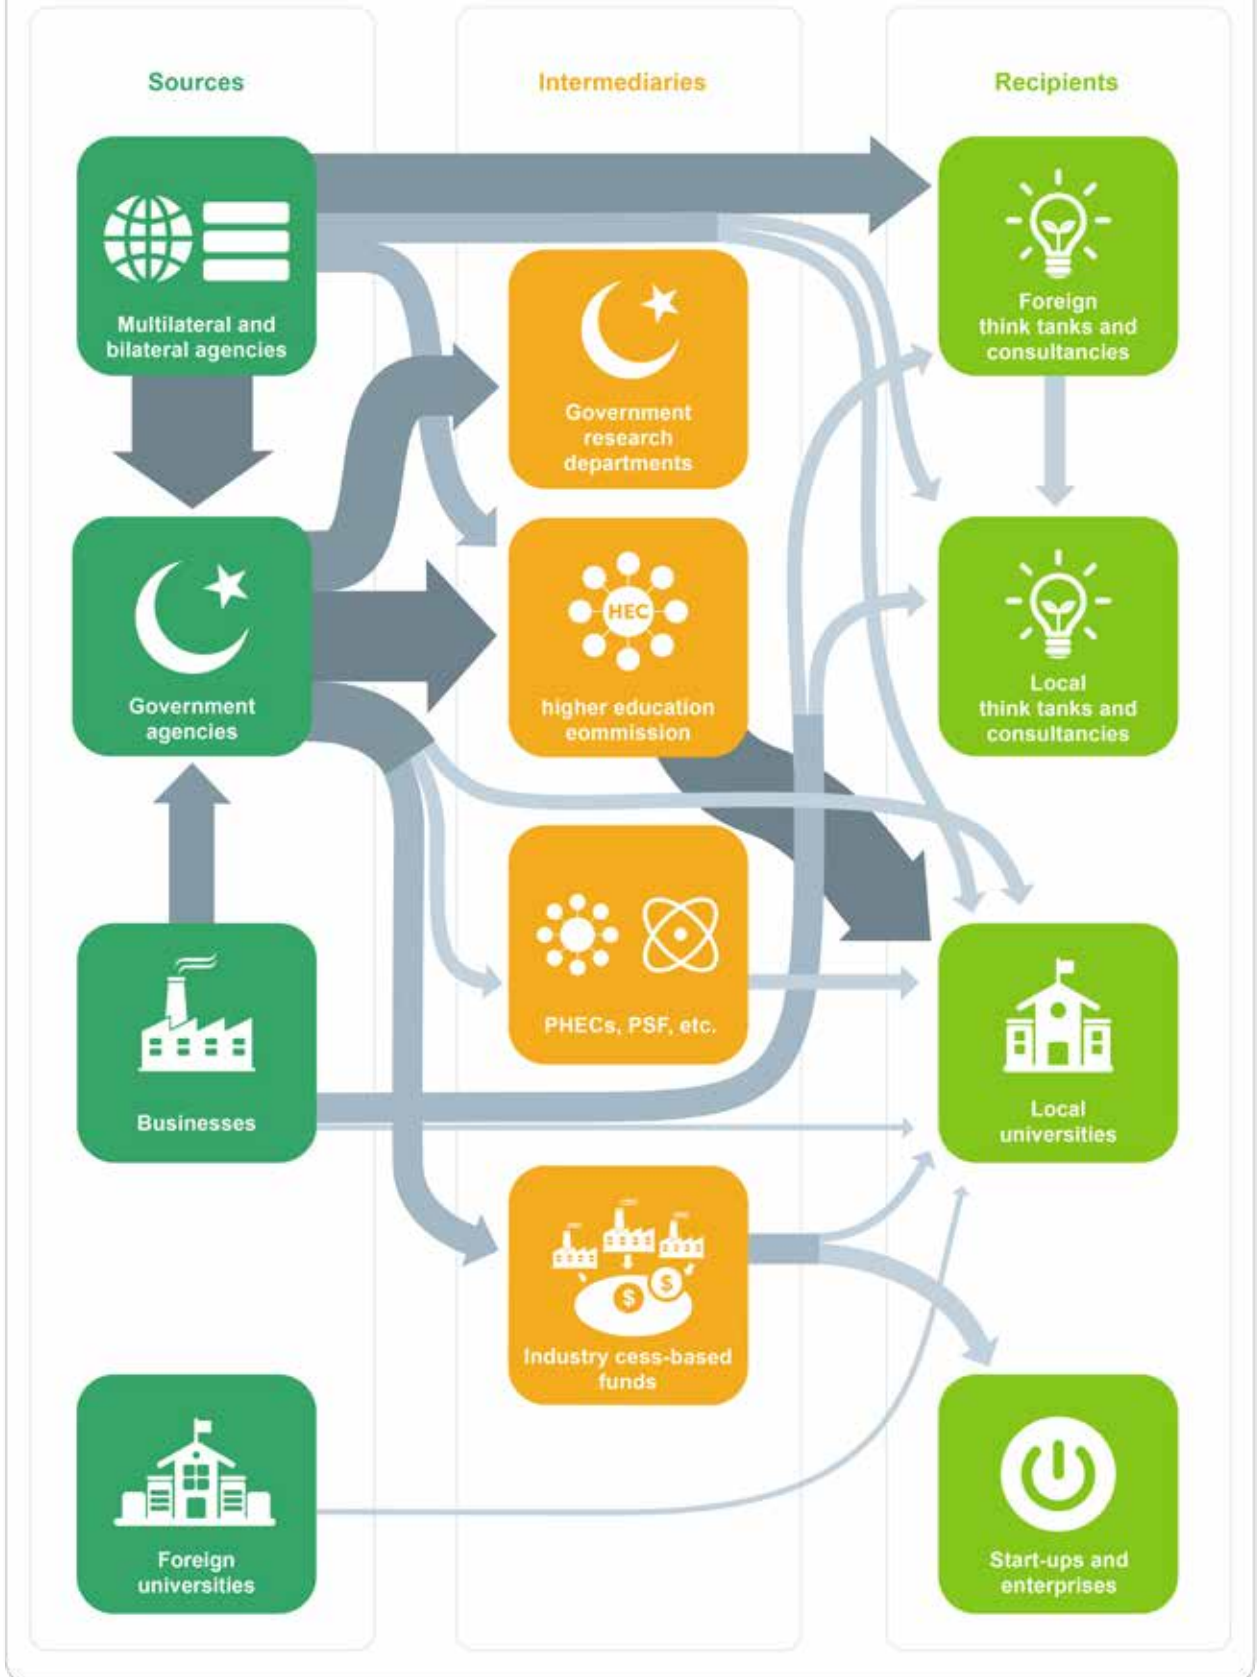 Sources
Intermediaries
Recipients
Multilateral and
bilateral agencies
Government
research
departments
Foreign
think tanks and
consultancies
Government
agencies
HEC
higher education
eommission
Local
think tanks and
consultancies
Businesses
PHECs, PSF, etc.
Local
universities
$
$
Industry cess-based
funds
Foreign
universities
Start-ups and
enterprises